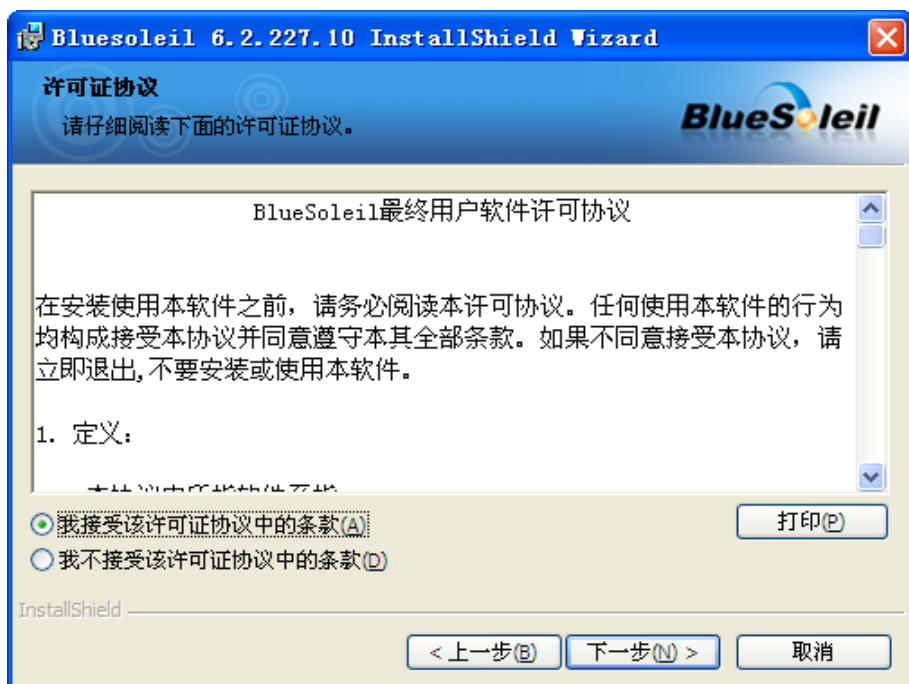 Bluesoleil 6.2.227.10 InstallShield Wizard
许可证协议
请仔细阅读下面的许可证协议。
BlueSoleil
BlueSoleil最终用户软件许可协议
在安装使用本软件之前，请务必阅读本许可协议。任何使用本软件的行为
均构成接受本协议并同意遵守本其全部条款。如果不同意接受本协议，请
立即退出,不要安装或使用本软件。
1. 定义：
我接受该许可证协议中的条款(A)
打印(P)
我不接受该许可证协议中的条款(D)
InstallShield
< 上一步(B)
下一步(N) >
取消